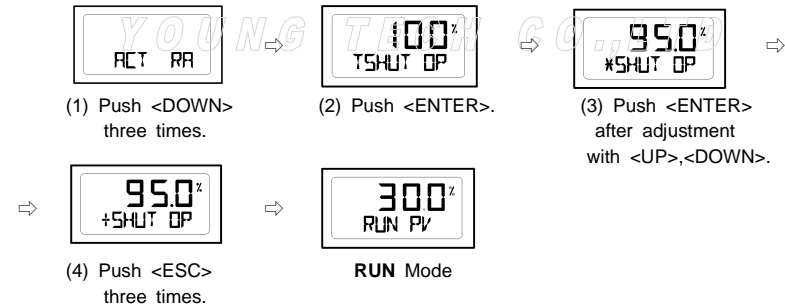 YOUNG TECH CO.,LTD
ACT RA
100%
TSHUT OP
95.0%
*SHUT OP
(1) Push <DOWN>
three times.
(2) Push <ENTER>.
(3) Push <ENTER>
after adjustment
with <UP>,<DOWN>.
95.0%
+SHUT OP
30.0%
RUN PV
(4) Push <ESC>
three times.
RUN Mode